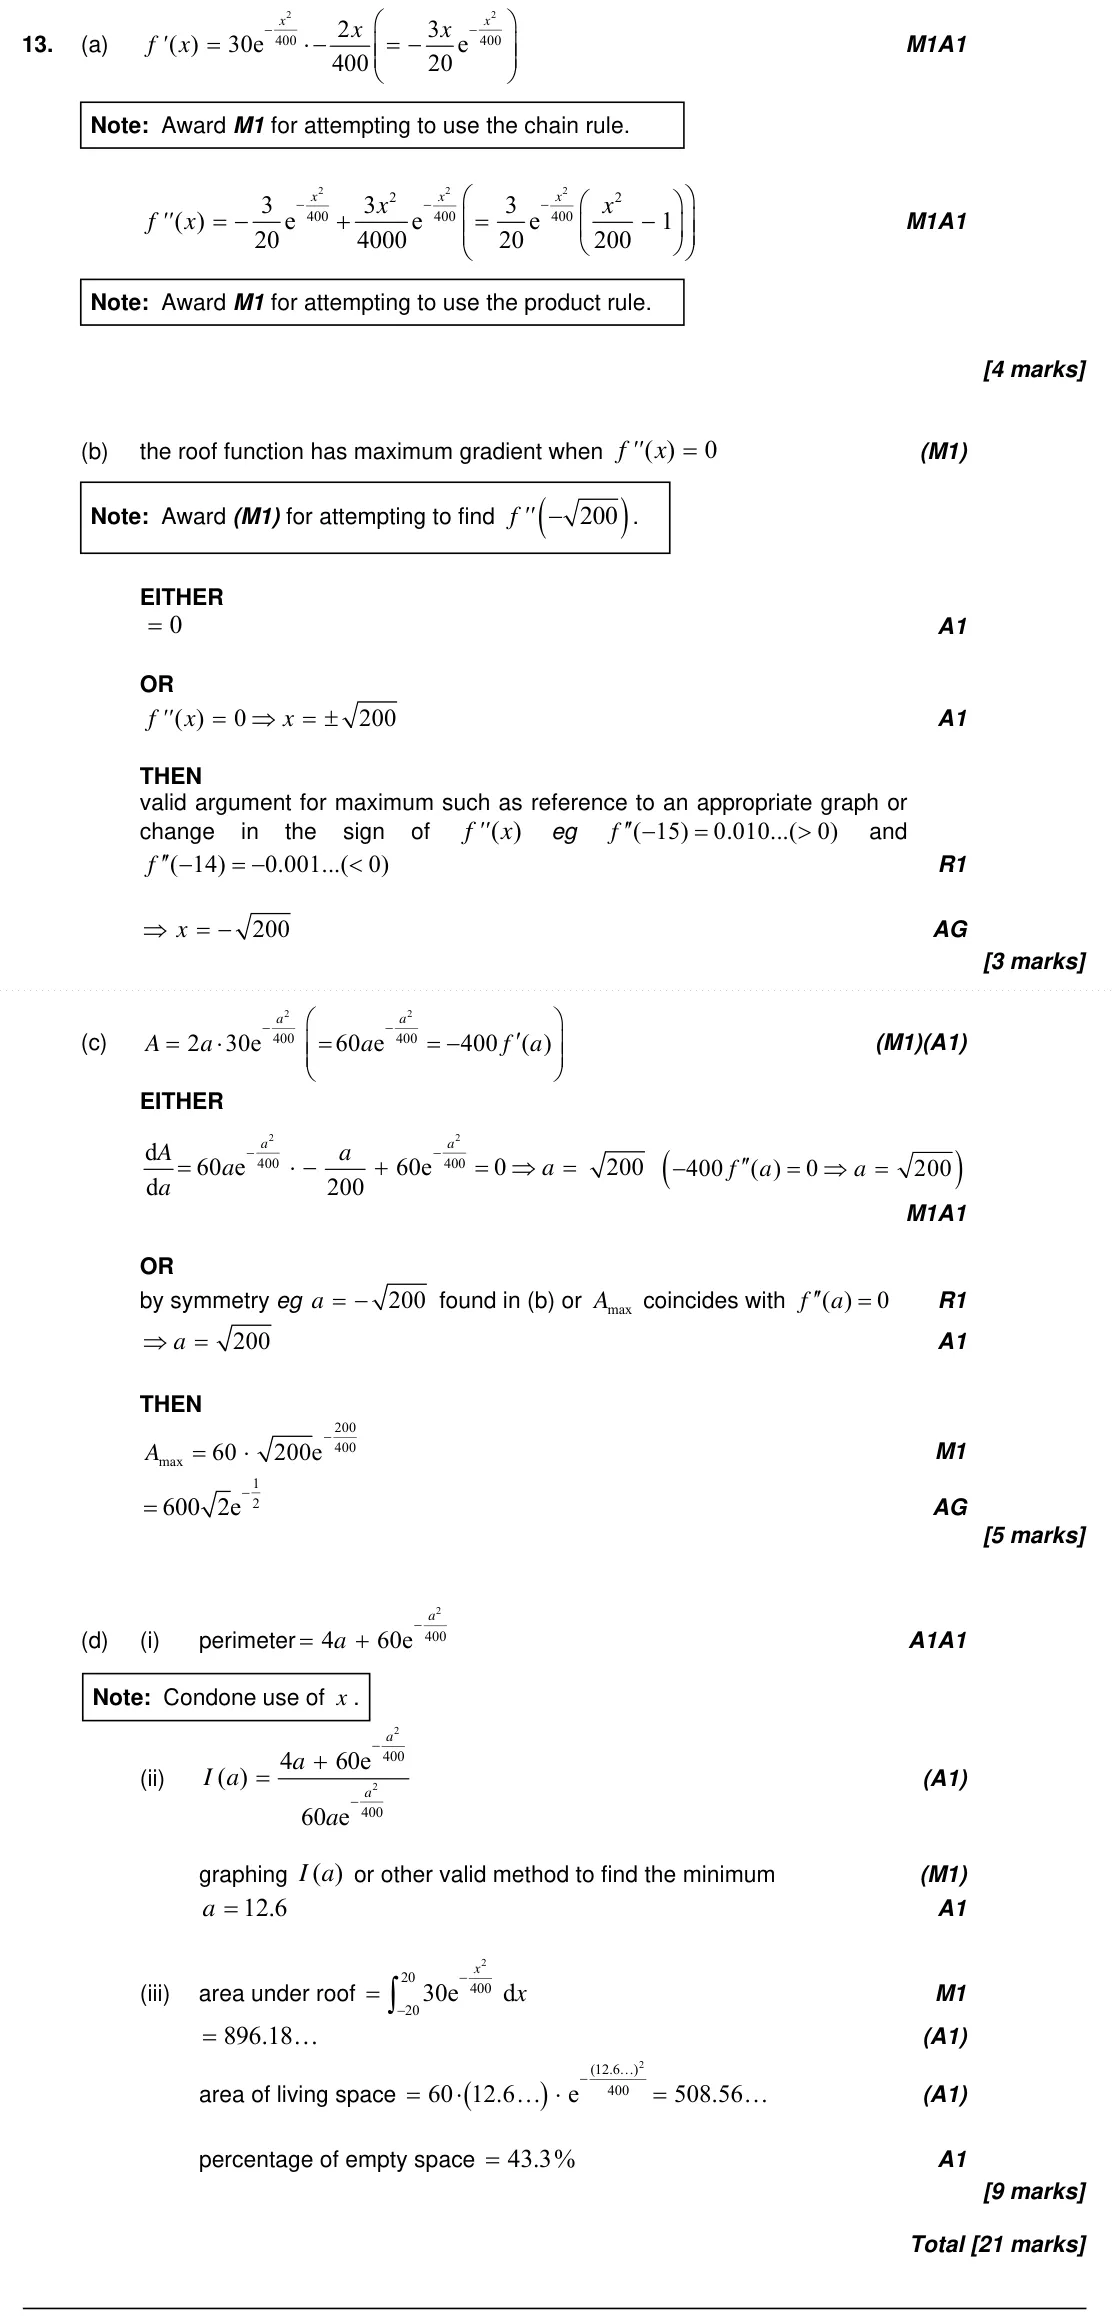 13. (a) f ′(x) = 30e^{−x²/400} · −2x/400 (= −3x/20 e^{−x²/400}) M1A1
Note: Award M1 for attempting to use the chain rule.
f ″(x) = −3/20 e^{−x²/400} + 3x²/4000 e^{−x²/400} (= 3/20 e^{−x²/400} (x²/200 − 1)) M1A1
Note: Award M1 for attempting to use the product rule.
[4 marks]
(b) the roof function has maximum gradient when f ″(x) = 0 (M1)
Note: Award (M1) for attempting to find f ″(−√200).
EITHER
= 0 A1
OR
f ″(x) = 0 ⇒ x = ±√200 A1
THEN
valid argument for maximum such as reference to an appropriate graph or
change in the sign of f ″(x) eg f ″(−15) = 0.010...(> 0) and
f ″(−14) = −0.001...(< 0) R1
⇒ x = −√200 AG
[3 marks]
(c) A = 2a · 30e^{−a²/400} (= 60ae^{−a²/400} = −400 f ′(a)) (M1)(A1)
EITHER
dA/da = 60ae^{−a²/400} · −a/200 + 60e^{−a²/400} = 0 ⇒ a = √200 (−400 f ″(a) = 0 ⇒ a = √200)
M1A1
OR
by symmetry eg a = −√200 found in (b) or A_max coincides with f ″(a) = 0 R1
⇒ a = √200 A1
THEN
A_max = 60 · √200e^{−200/400} M1
= 600√2e^{−1/2} AG
[5 marks]
(d) (i) perimeter = 4a + 60e^{−a²/400} A1A1
Note: Condone use of x .
(ii) I (a) = (4a + 60e^{−a²/400})/(60ae^{−a²/400}) (A1)
graphing I (a) or other valid method to find the minimum (M1)
a = 12.6 A1
(iii) area under roof = ∫_{−20}^{20} 30e^{−x²/400} dx M1
= 896.18… (A1)
area of living space = 60·(12.6…) · e^{−(12.6…)²/400} = 508.56… (A1)
percentage of empty space = 43.3% A1
[9 marks]
Total [21 marks]